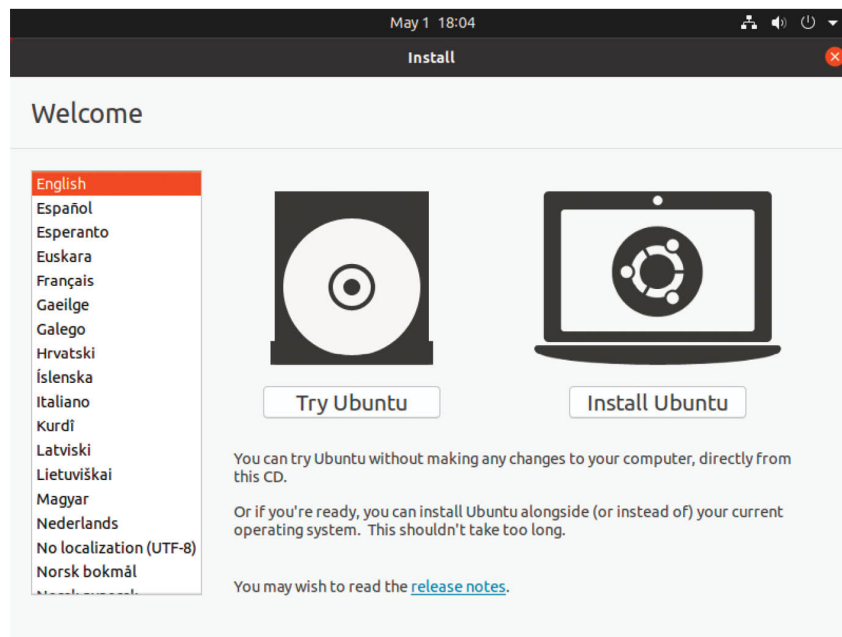 May 1 18:04
Install
Welcome
English
Español
Esperanto
Euskara
Français
Gaeilge
Galego
Hrvatski
Íslenska
Italiano
Kurdî
Latviski
Lietuviškai
Magyar
Nederlands
No localization (UTF-8)
Norsk bokmål
Try Ubuntu
Install Ubuntu
You can try Ubuntu without making any changes to your computer, directly from
this CD.
Or if you're ready, you can install Ubuntu alongside (or instead of) your current
operating system. This shouldn't take too long.
You may wish to read the release notes.